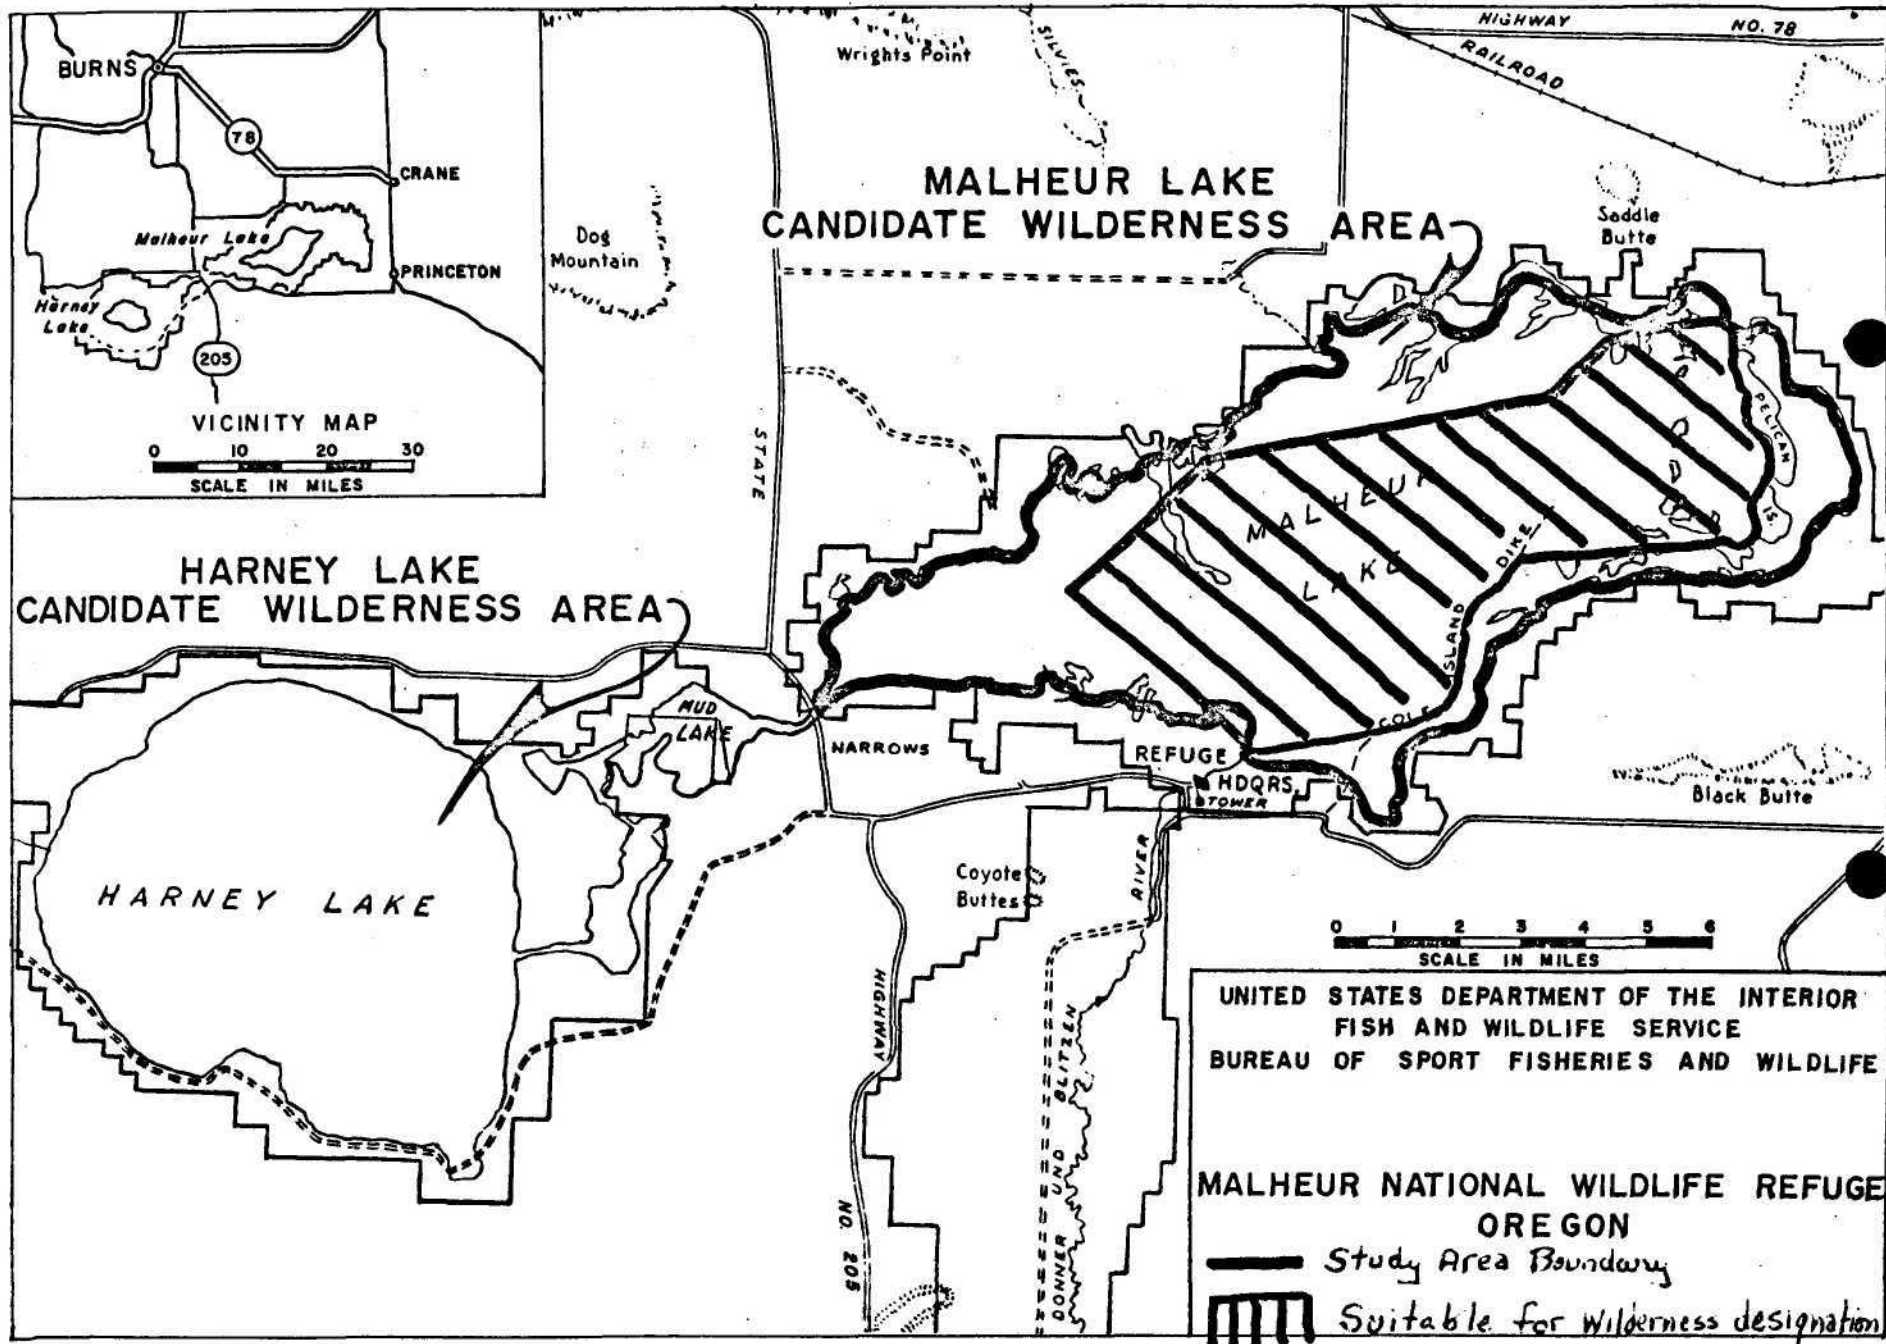 BURNS
78
CRANE
Malheur Lake
PRINCETON
Harney
Lake
205
VICINITY MAP
0 10 20 30
SCALE IN MILES
Wrights Point
SILVIES
HIGHWAY NO. 78
RAILROAD
Dog
Mountain
MALHEUR LAKE
CANDIDATE WILDERNESS AREA
Saddle
Butte
STATE
PELICAN
IS.
MALHEUR
LAKE
DIKE
ISLAND
COLE
HARNEY LAKE
CANDIDATE WILDERNESS AREA
MUD
LAKE
NARROWS
REFUGE
HDQRS.
TOWER
Black Butte
HARNEY LAKE
Coyote
Buttes
RIVER
HIGHWAY
NO. 205
DONNER UND BLITZEN
0 1 2 3 4 5 6
SCALE IN MILES
UNITED STATES DEPARTMENT OF THE INTERIOR
FISH AND WILDLIFE SERVICE
BUREAU OF SPORT FISHERIES AND WILDLIFE
MALHEUR NATIONAL WILDLIFE REFUGE
OREGON
Study Area Boundary
Suitable for wilderness designation